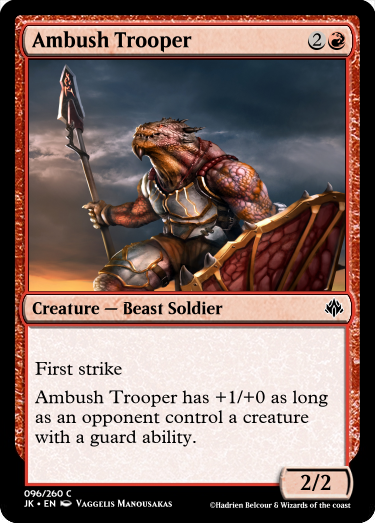 Ambush Trooper 2
Creature — Beast Soldier
First strike
Ambush Trooper has +1/+0 as long
as an opponent control a creature
with a guard ability.
2/2
096/260 C
JK • EN Vaggelis Manousakas
©Hadrien Belcour & Wizards of the coast